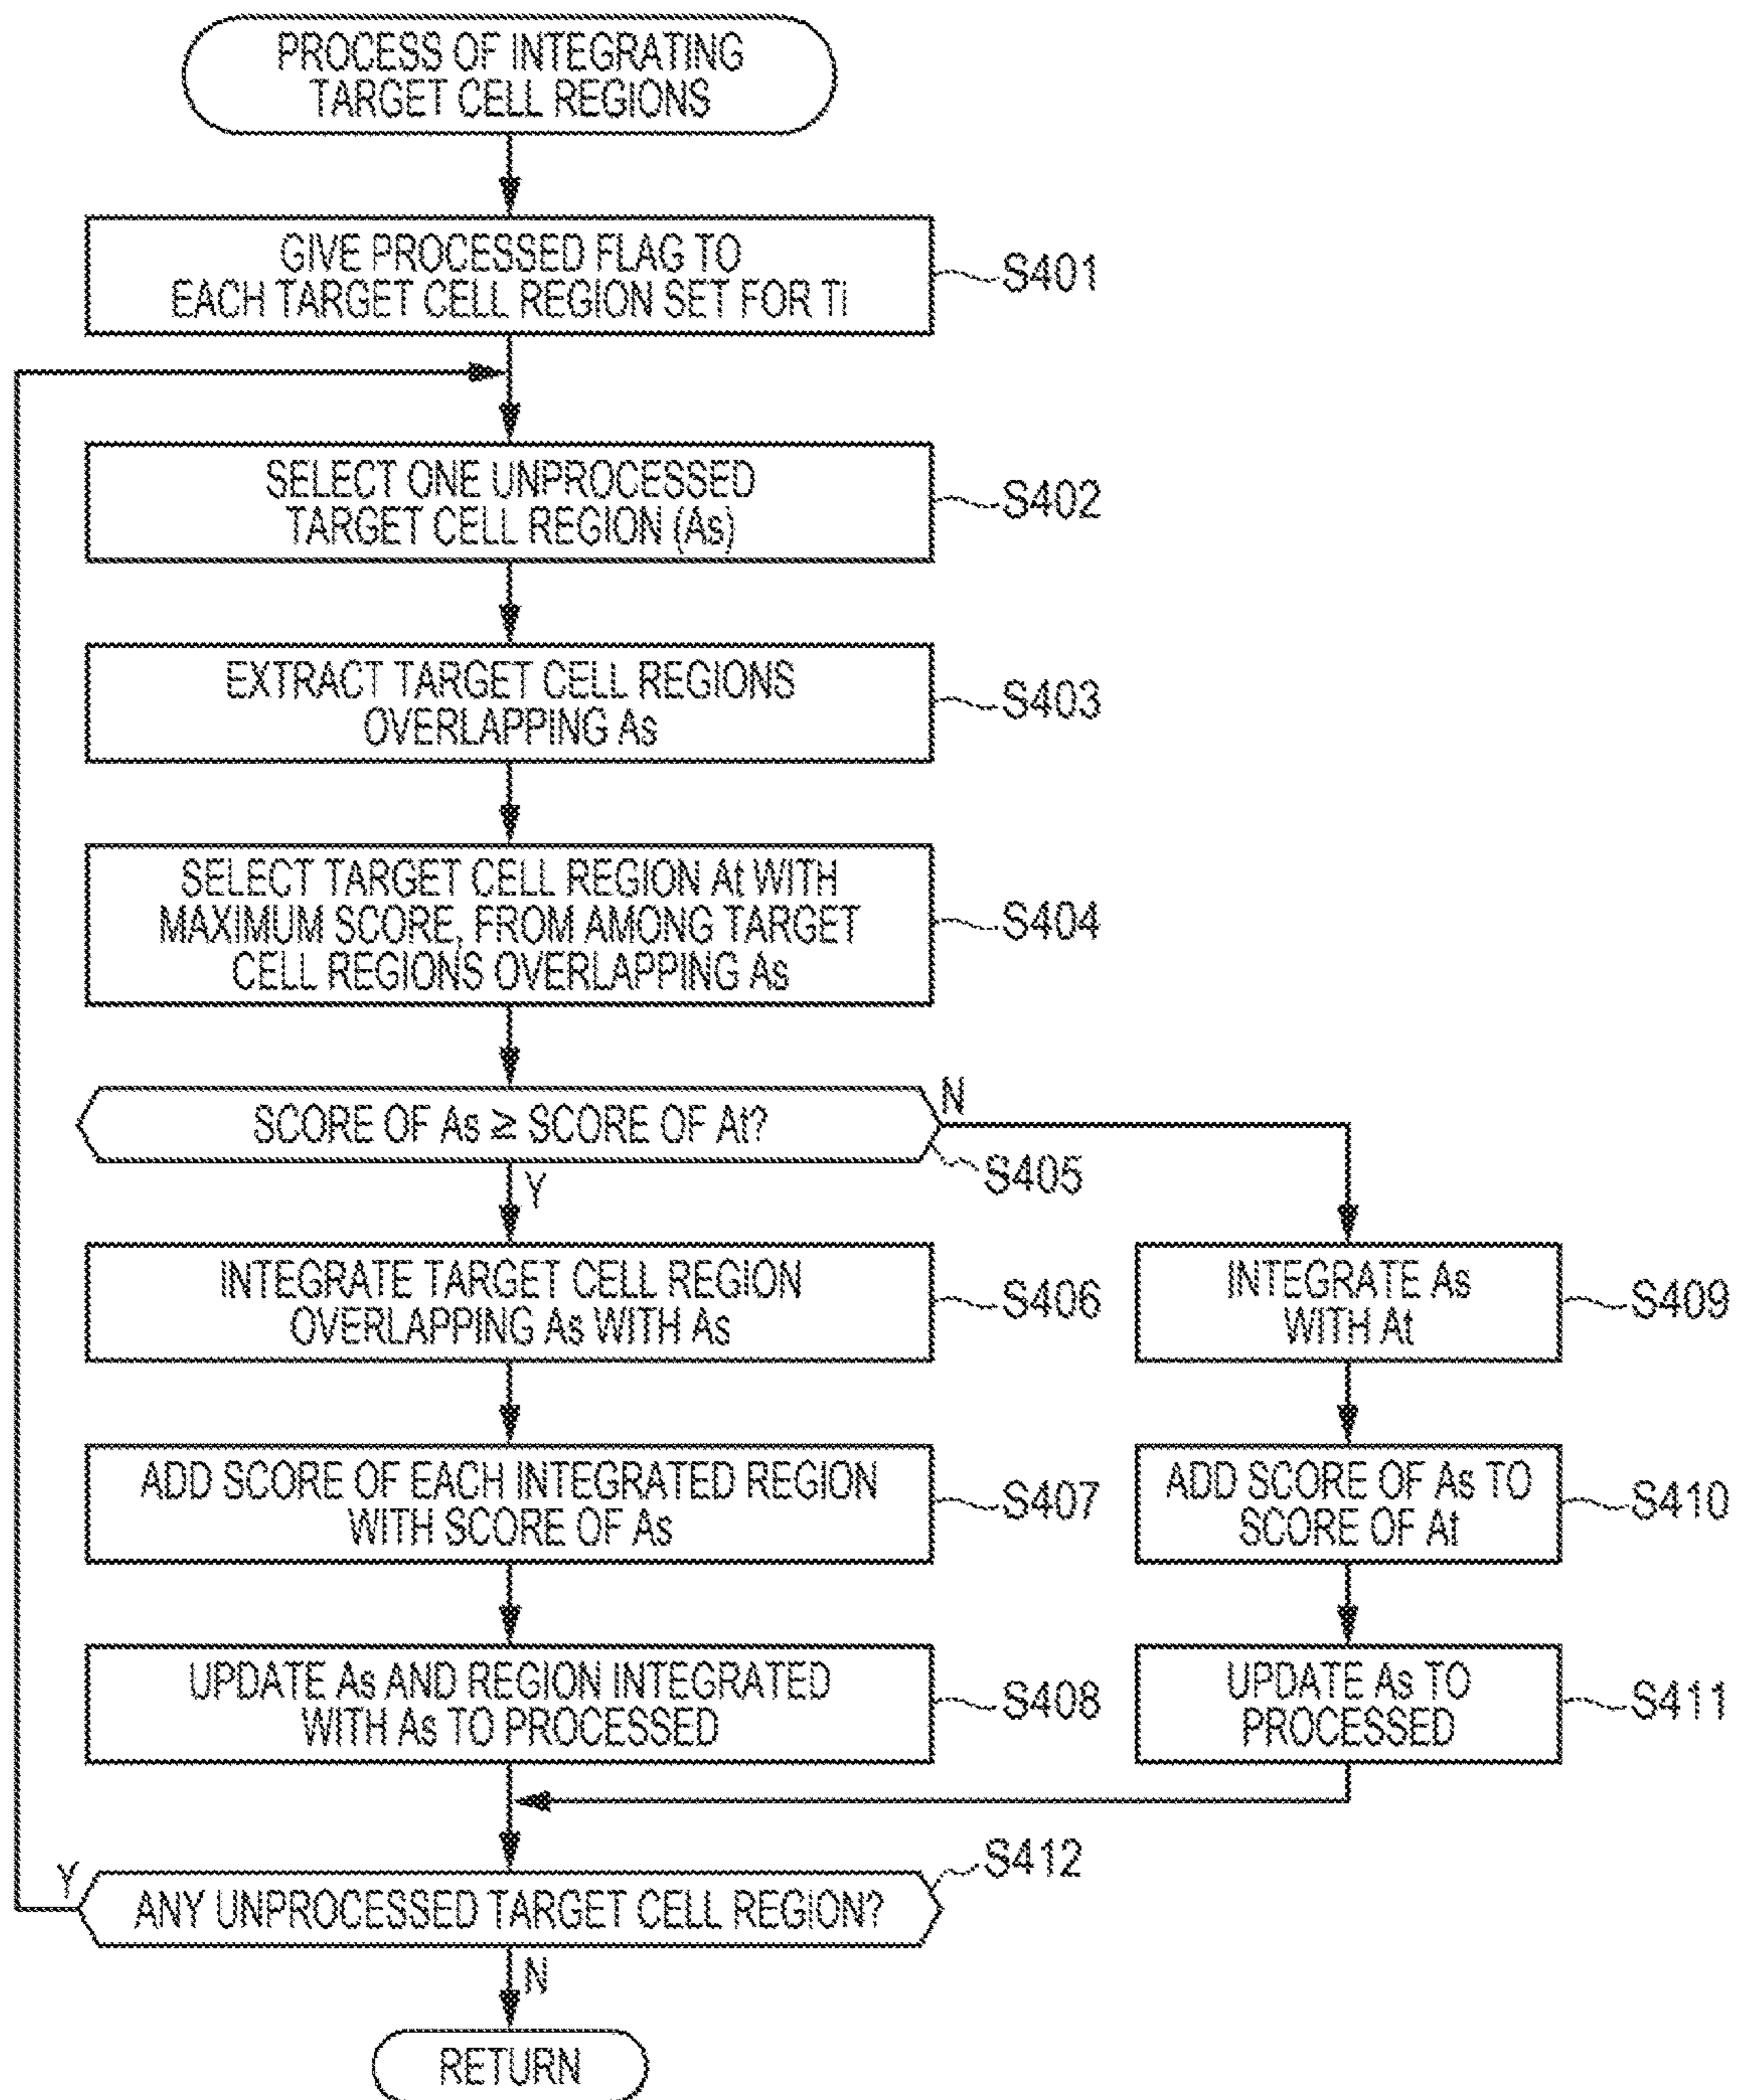 PROCESS OF INTEGRATING
TARGET CELL REGIONS
GIVE PROCESSED FLAG TO
EACH TARGET CELL REGION SET FOR Ti
S401
SELECT ONE UNPROCESSED
TARGET CELL REGION (As)
S402
EXTRACT TARGET CELL REGIONS
OVERLAPPING As
S403
SELECT TARGET CELL REGION At WITH
MAXIMUM SCORE, FROM AMONG TARGET
CELL REGIONS OVERLAPPING As
S404
SCORE OF As ≧ SCORE OF At?
N
S405
Y
INTEGRATE TARGET CELL REGION
OVERLAPPING As WITH As
S406
INTEGRATE As
WITH At
S409
ADD SCORE OF EACH INTEGRATED REGION
WITH SCORE OF As
S407
ADD SCORE OF As TO
SCORE OF At
S410
UPDATE As AND REGION INTEGRATED
WITH As TO PROCESSED
S408
UPDATE As TO
PROCESSED
S411
Y
ANY UNPROCESSED TARGET CELL REGION?
S412
N
RETURN